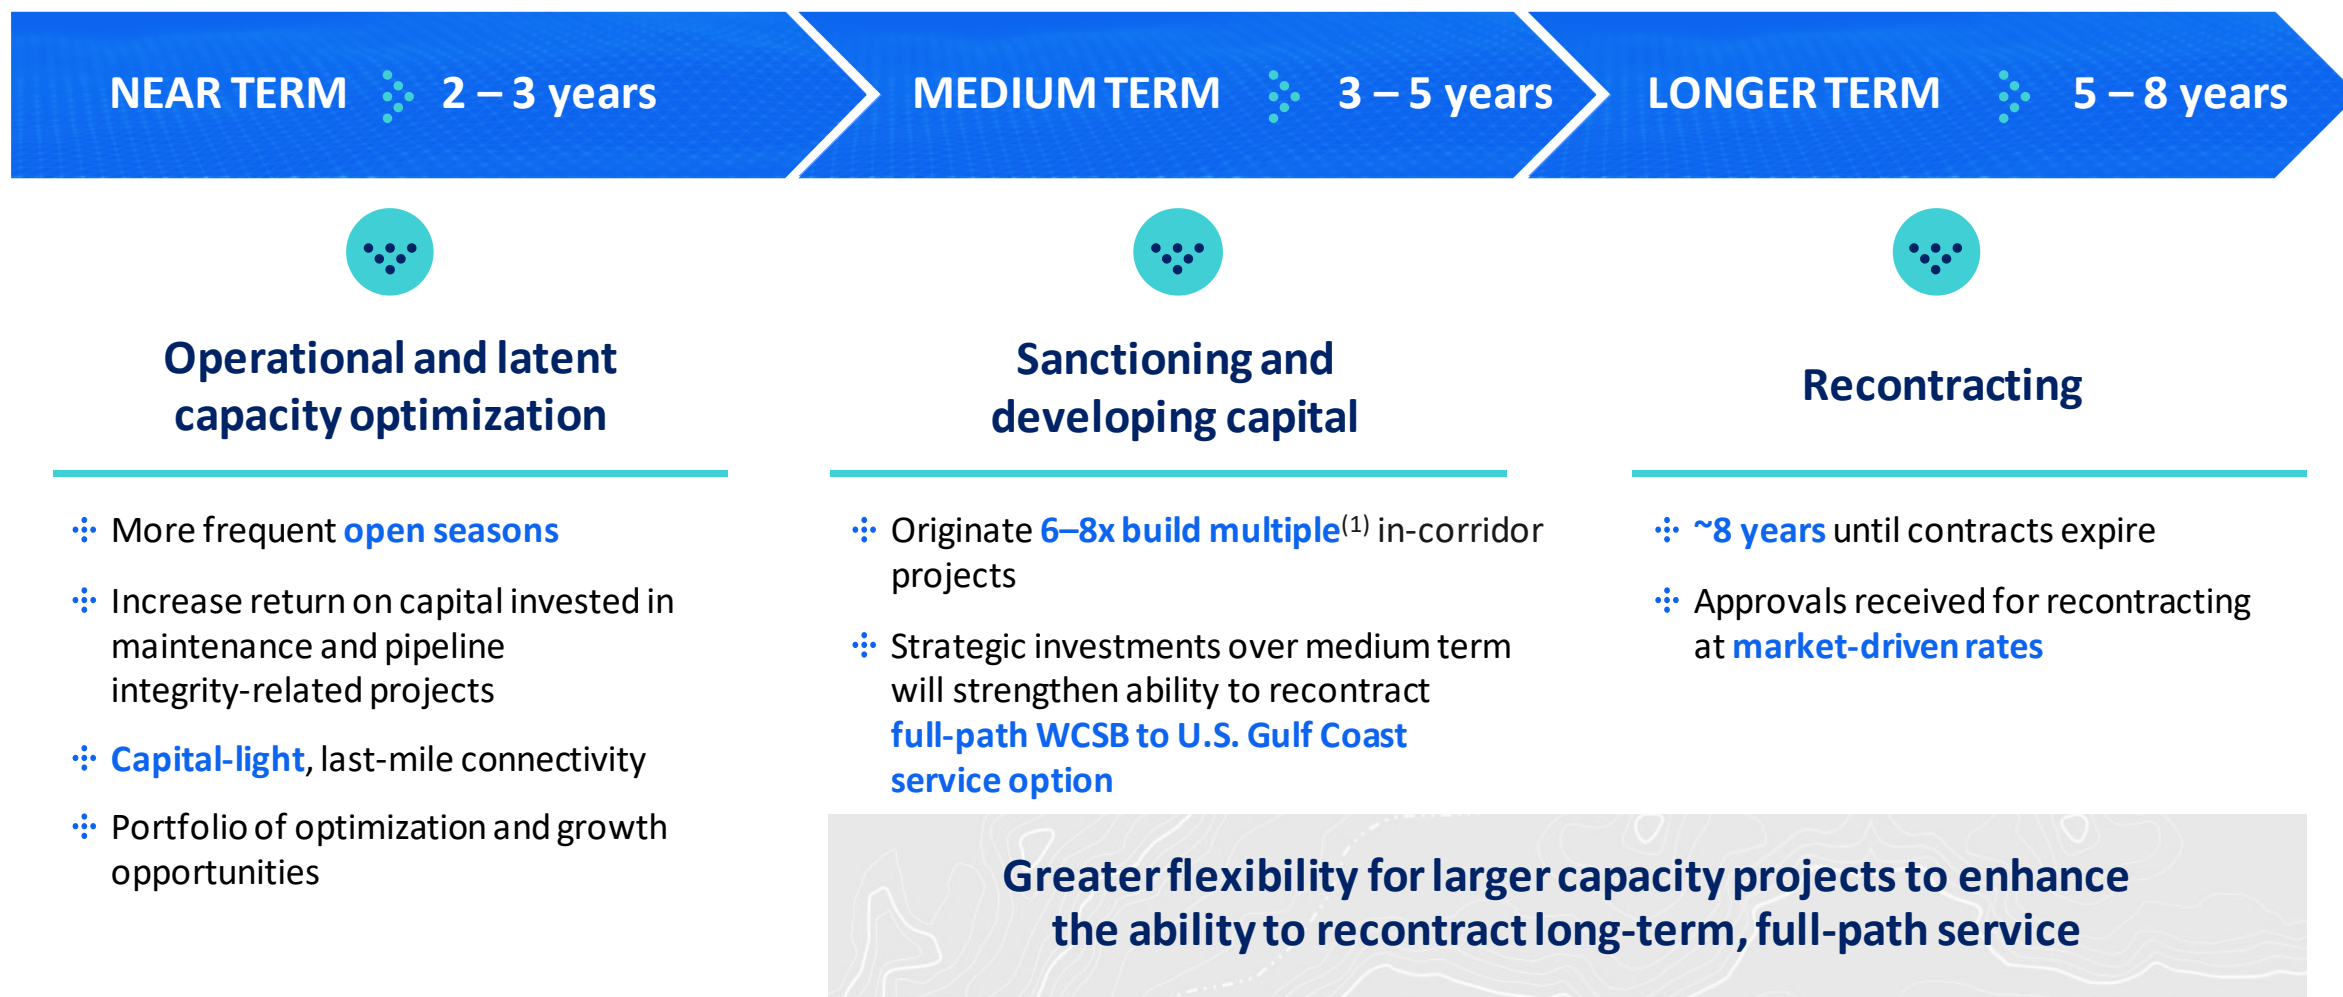 NEAR TERM 2 – 3 years
MEDIUM TERM 3 – 5 years
LONGER TERM 5 – 8 years
Operational and latent
capacity optimization
More frequent open seasons
Increase return on capital invested in
maintenance and pipeline
integrity-related projects
Capital-light, last-mile connectivity
Portfolio of optimization and growth
opportunities
Sanctioning and
developing capital
Originate 6–8x build multiple(1) in-corridor
projects
Strategic investments over medium term
will strengthen ability to recontract
full-path WCSB to U.S. Gulf Coast
service option
Recontracting
~8 years until contracts expire
Approvals received for recontracting
at market-driven rates
Greater flexibility for larger capacity projects to enhance
the ability to recontract long-term, full-path service